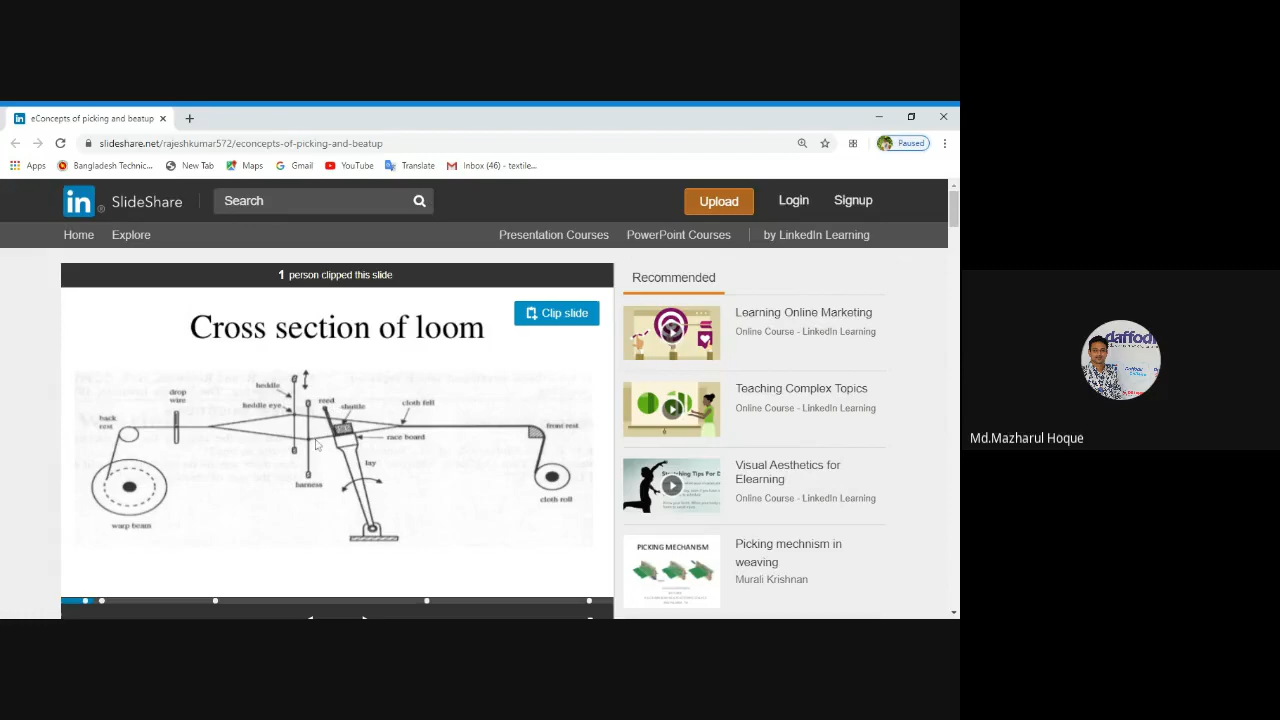 eConcepts of picking and beatup
slideshare.net/rajeshkumar572/econcepts-of-picking-and-beatup
Paused
Apps
Bangladesh Technic...
New Tab
Maps
Gmail
YouTube
Translate
Inbox (46) - textile...
in SlideShare
Search
Upload
Login
Signup
Home
Explore
Presentation Courses
PowerPoint Courses
by LinkedIn Learning
1 person clipped this slide
Clip slide
Cross section of loom
heddle
drop
wire
heddle eye
reed
shuttle
cloth fell
back
rest
front rest
race board
lay
harness
cloth roll
warp beam
Recommended
Learning Online Marketing
Online Course - LinkedIn Learning
Teaching Complex Topics
Online Course - LinkedIn Learning
Visual Aesthetics for
Elearning
Online Course - LinkedIn Learning
PICKING MECHANISM
Picking mechnism in
weaving
Murali Krishnan
daffodi
Md.Mazharul Hoque